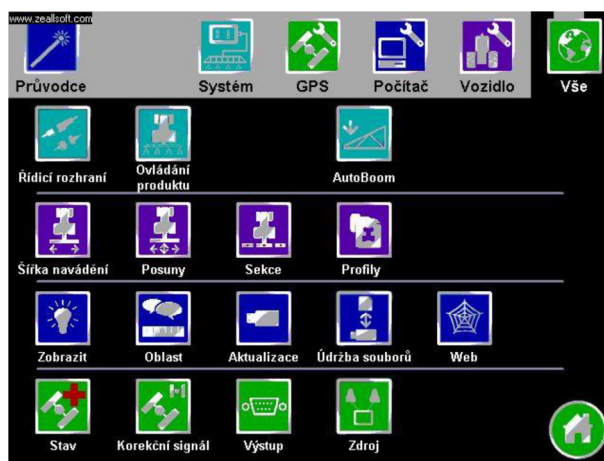 www.zeallsoft.com
Průvodce Systém GPS Počítač Vozidlo Vše
Řídicí rozhraní Ovládání produktu AutoBoom
Šířka navádění Posuny Sekce Profily
Zobrazit Oblast Aktualizace Údržba souborů Web
Stav Korekční signál Výstup Zdroj